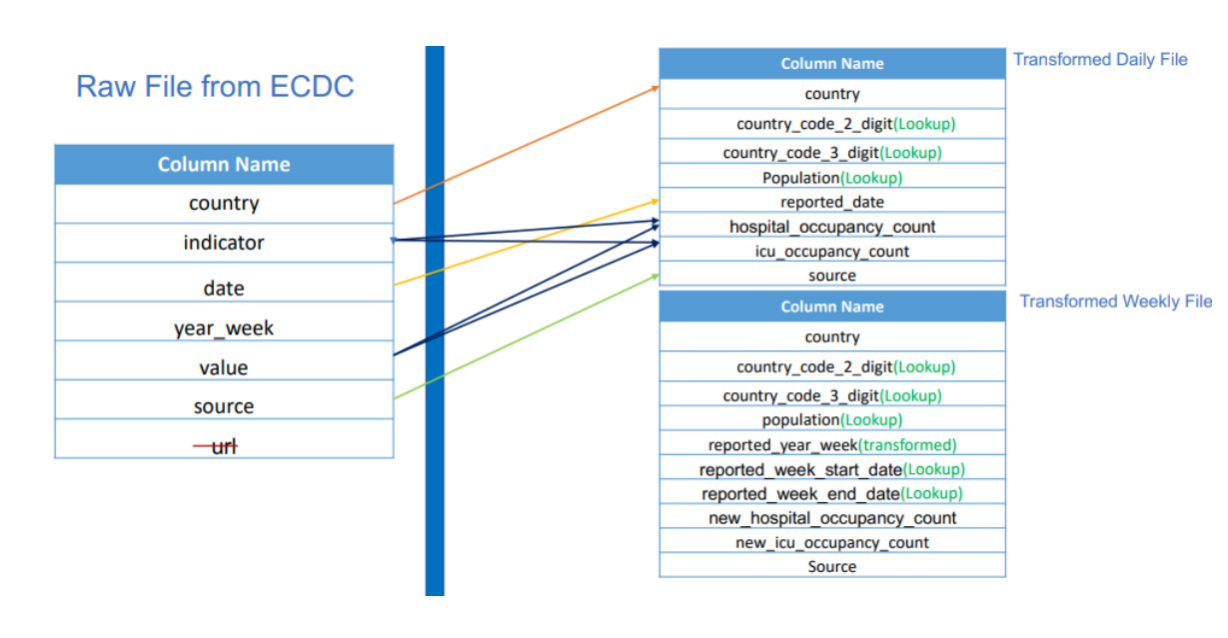 Raw File from ECDC
Column Name
country
indicator
date
year_week
value
source
url
Transformed Daily File
Column Name
country
country_code_2_digit(Lookup)
country_code_3_digit(Lookup)
Population(Lookup)
reported_date
hospital_occupancy_count
icu_occupancy_count
source
Transformed Weekly File
Column Name
country
country_code_2_digit(Lookup)
country_code_3_digit(Lookup)
population(Lookup)
reported_year_week(transformed)
reported_week_start_date(Lookup)
reported_week_end_date(Lookup)
new_hospital_occupancy_count
new_icu_occupancy_count
Source